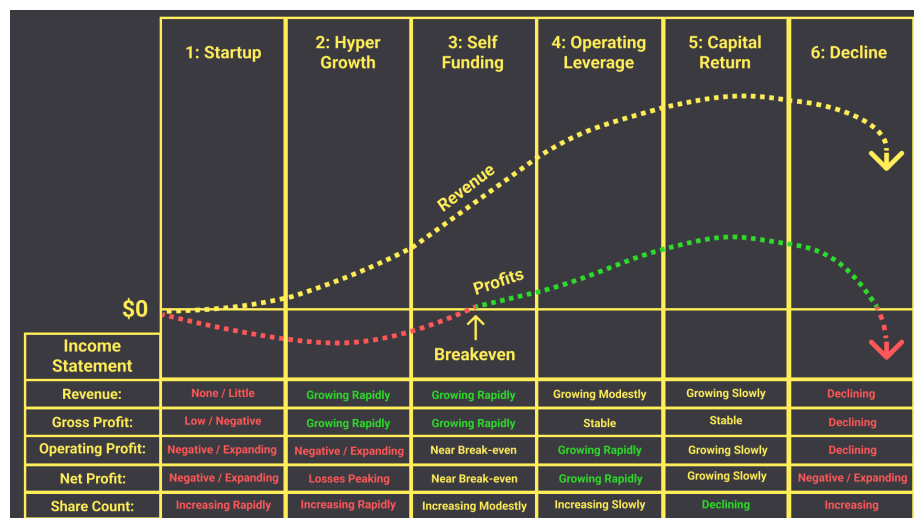 1: Startup
2: Hyper
Growth
3: Self
Funding
4: Operating
Leverage
5: Capital
Return
6: Decline
Revenue
Profits
$0
Breakeven
Income
Statement
Revenue: None / Little Growing Rapidly Growing Rapidly Growing Modestly Growing Slowly Declining
Gross Profit: Low / Negative Growing Rapidly Growing Rapidly Stable Stable Declining
Operating Profit: Negative / Expanding Negative / Expanding Near Break-even Growing Rapidly Growing Slowly Declining
Net Profit: Negative / Expanding Losses Peaking Near Break-even Growing Rapidly Growing Slowly Negative / Expanding
Share Count: Increasing Rapidly Increasing Rapidly Increasing Modestly Increasing Slowly Declining Increasing